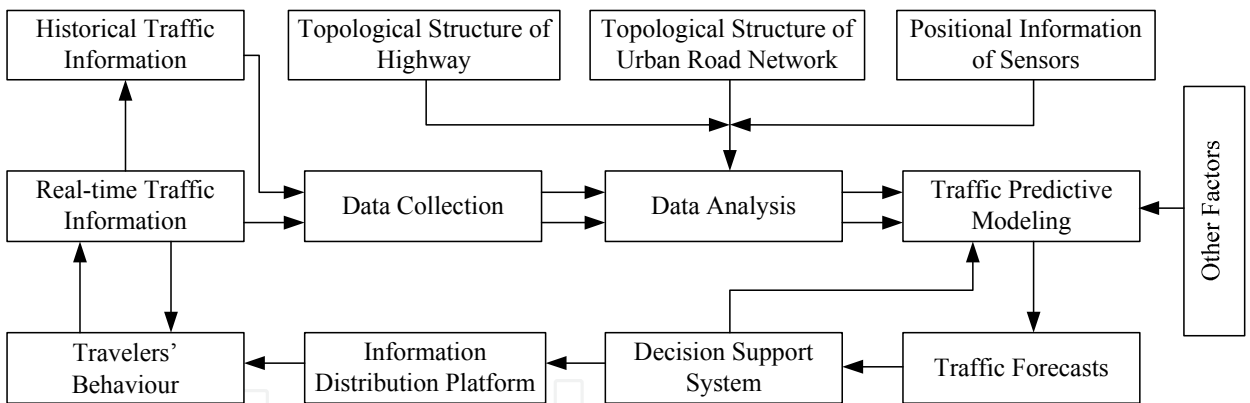 Historical Traffic
Information
Topological Structure of
Highway
Topological Structure of
Urban Road Network
Positional Information
of Sensors
Real-time Traffic
Information
Data Collection
Data Analysis
Traffic Predictive
Modeling
Other Factors
Travelers’
Behaviour
Information
Distribution Platform
Decision Support
System
Traffic Forecasts